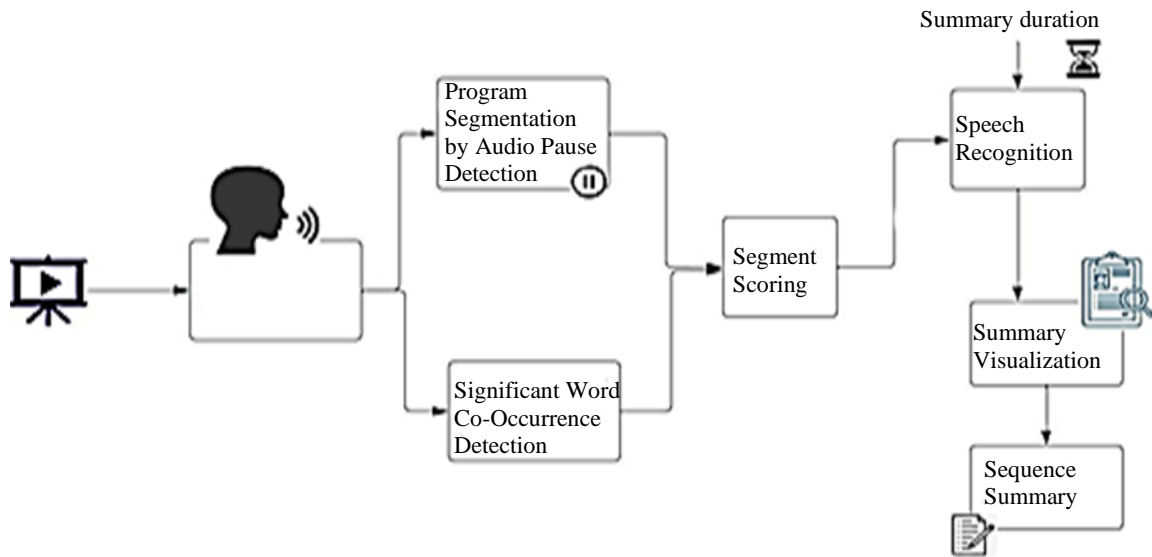 Summary duration
Program
Segmentation
by Audio Pause
Detection
Speech
Recognition
Segment
Scoring
Summary
Visualization
Significant Word
Co-Occurrence
Detection
Sequence
Summary